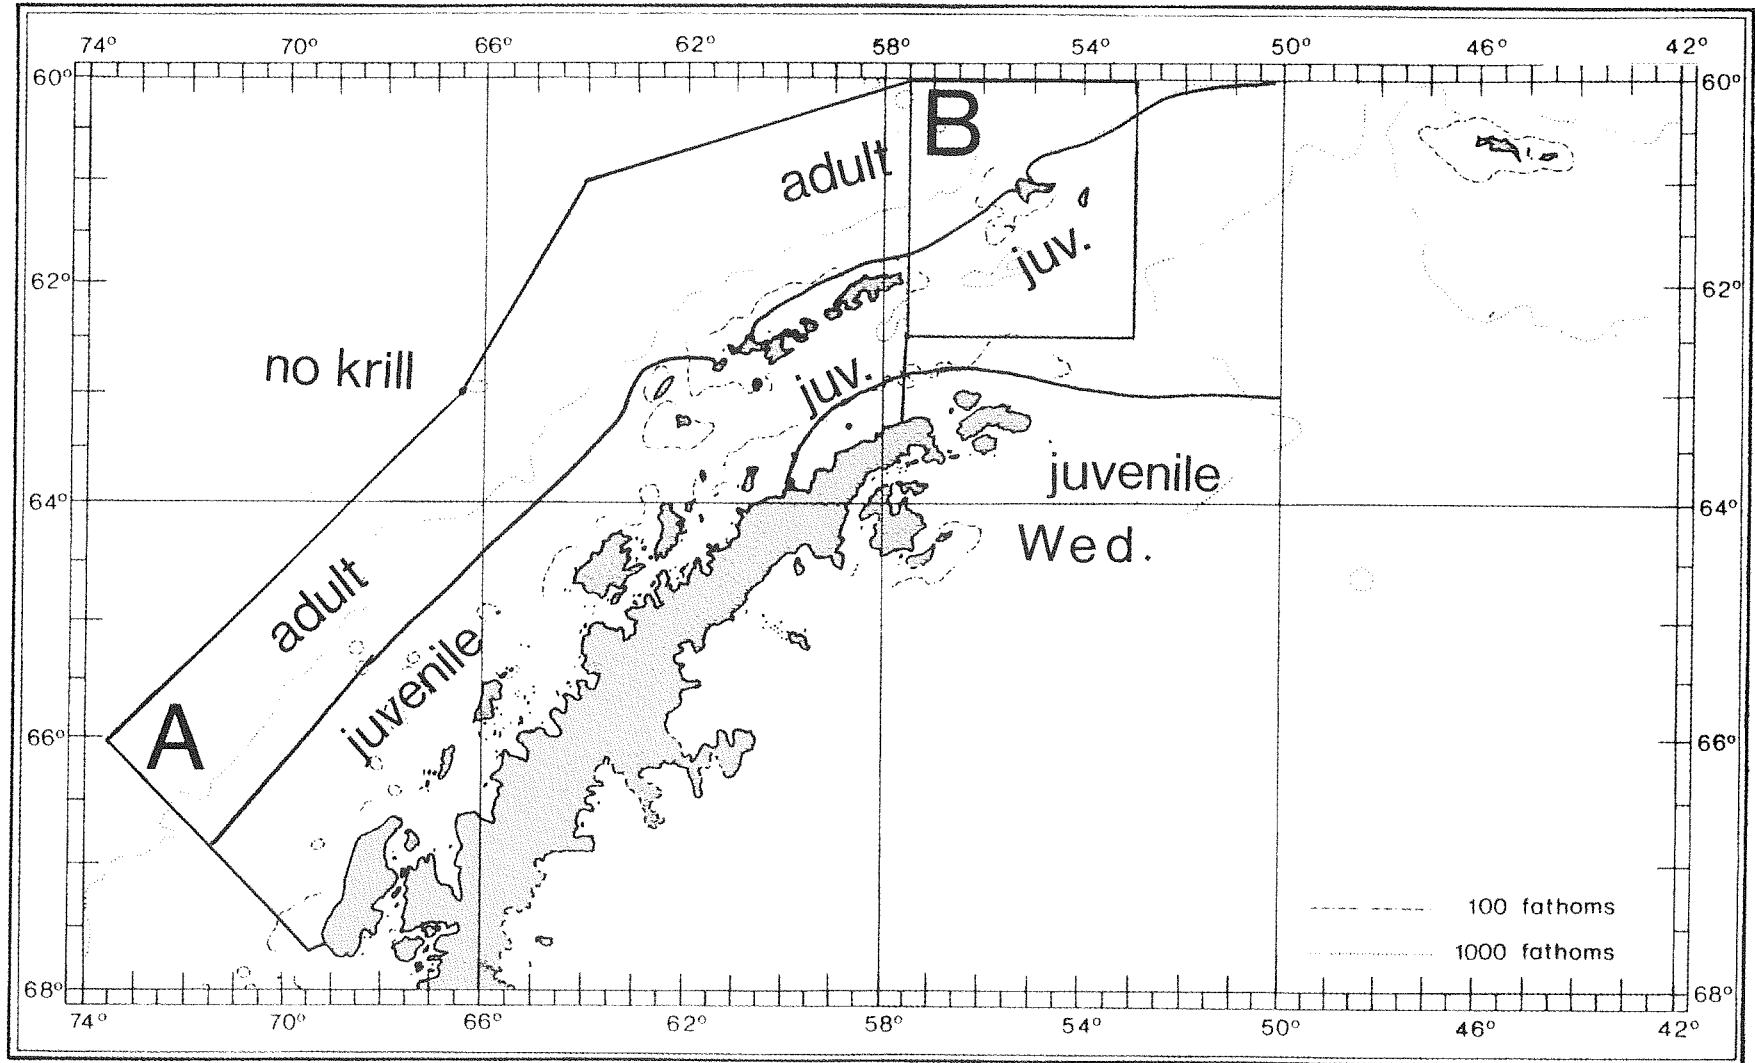 74° 70° 66° 62° 58° 54° 50° 46° 42°
60° 60°
B
adult
juv.
62° 62°
no krill
juv.
juvenile
64° 64°
Wed.
adult
juvenile
A
66° 66°
100 fathoms
1000 fathoms
68° 68°
74° 70° 66° 62° 58° 54° 50° 46° 42°